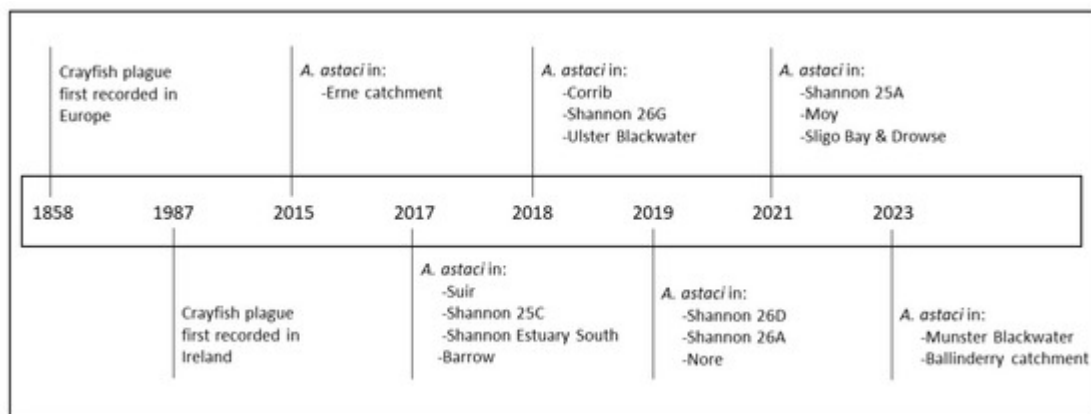 Crayfish plague
first recorded in
Europe
A. astaci in:
-Erne catchment
A. astaci in:
-Corrib
-Shannon 26G
-Ulster Blackwater
A. astaci in:
-Shannon 25A
-Moy
-Sligo Bay & Drowse
1858 1987 2015 2017 2018 2019 2021 2023
Crayfish plague
first recorded in
Ireland
A. astaci in:
-Suir
-Shannon 25C
-Shannon Estuary South
-Barrow
A. astaci in:
-Shannon 26D
-Shannon 26A
-Nore
A. astaci in:
-Munster Blackwater
-Ballinderry catchment